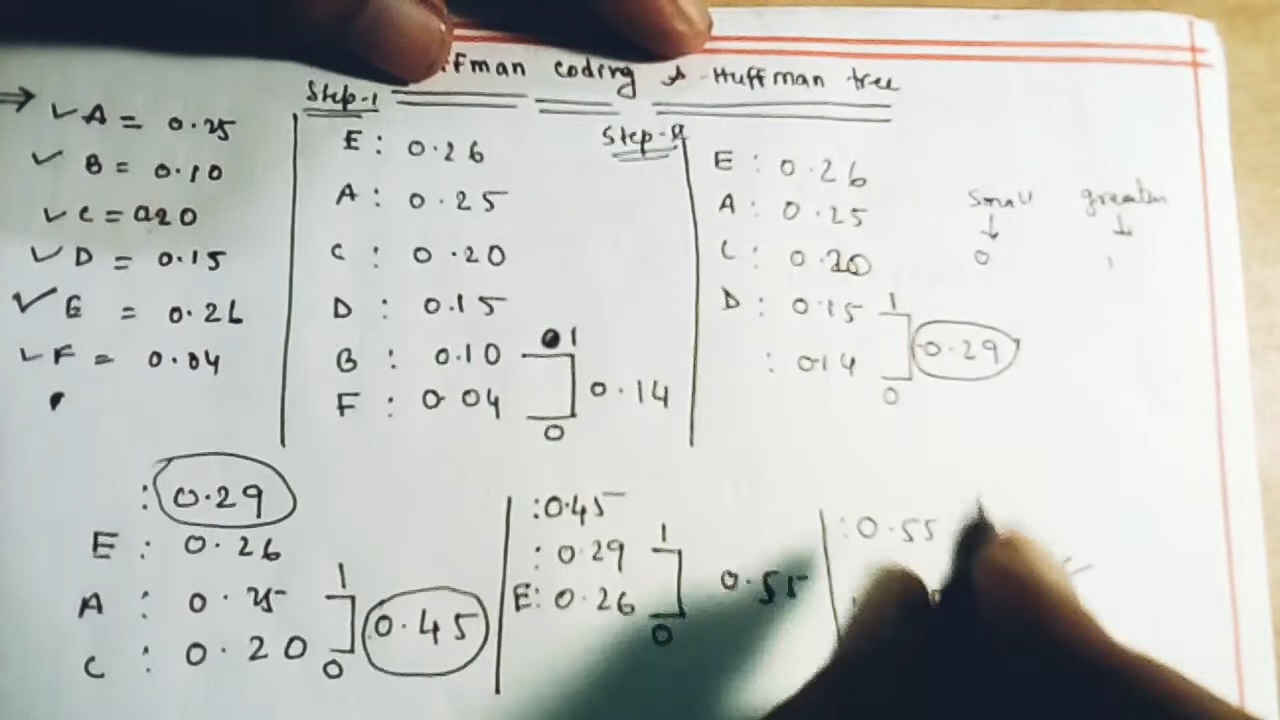 Fman coding Huffman tree
⇒ ✓ A = 0.25
✓ B = 0.10
✓ C = 0.20
✓ D = 0.15
✓ E = 0.26
✓ F = 0.04
Step-1
E : 0.26
A : 0.25
C : 0.20
D : 0.15
B : 0.10 1
F : 0.04 0
0.14
Step-2
E : 0.26
A : 0.25
C : 0.20
D : 0.15 1
: 0.14 0
0.29
Small greater
↓ ↓
0 1
: 0.29
E : 0.26
A : 0.25 1
C : 0.20 0
0.45
: 0.45
: 0.29 1
E: 0.26 0
0.55
: 0.55